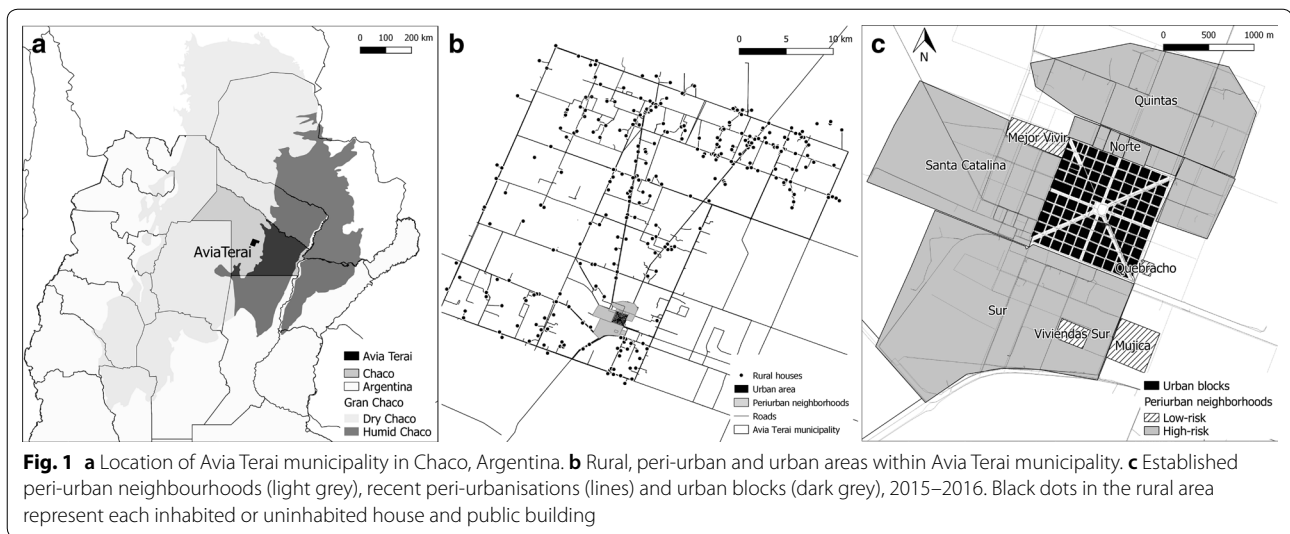 a
0 100 200 km
Avia Terai
Avia Terai
Chaco
Argentina
Gran Chaco
Dry Chaco
Humid Chaco
b
0 5 10 km
Rural houses
Urban area
Periurban neighborhoods
Roads
Avia Terai municipality
c
N
0 500 1000 m
Quintas
Mejor Vivir
Norte
Santa Catalina
Quebracho
Sur
Viviendas Sur
Mujica
Urban blocks
Periurban neighborhoods
Low-risk
High-risk
Fig. 1 a Location of Avia Terai municipality in Chaco, Argentina. b Rural, peri-urban and urban areas within Avia Terai municipality. c Established
peri-urban neighbourhoods (light grey), recent peri-urbanisations (lines) and urban blocks (dark grey), 2015–2016. Black dots in the rural area
represent each inhabited or uninhabited house and public building